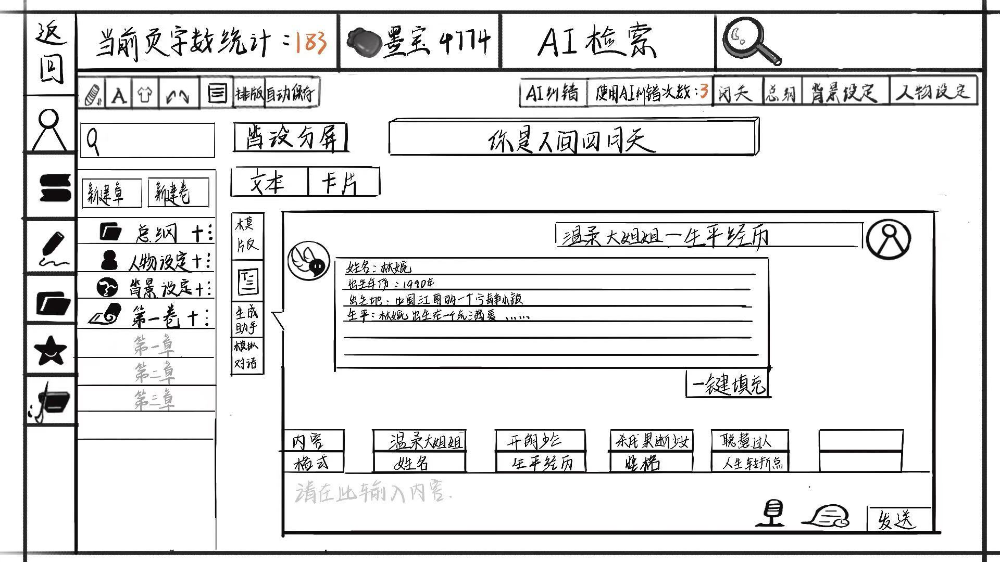 返回
当前页字数统计：183
墨宝 4774
AI 检索
A
排版
自动保存
AI纠错
使用AI纠错次数：3
闭关
总纲
背景设定
人物设定
背设分屏
你是人间四月天
文本
卡片
新建章
新建卷
总纲 +
人物设定 +
背景设定 +
第一卷 +
第一章
第二章
第三章
模版
生成助手
模拟对话
温柔大姐姐—生平经历
姓名：林婉
出生年份：1990年
出生地：中国江南的一个宁静小镇
生平：林婉出生在一个充满爱……
一键填充
内容
温柔大姐姐
开朗少年
杀伐果断少女
聪慧过人
格式
姓名
生平经历
性格
人生转折点
请在此输入内容.
发送